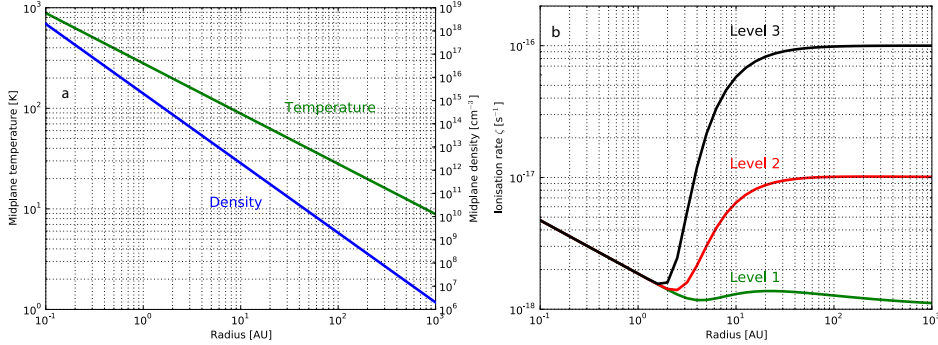 a
Temperature
Density
Midplane temperature [K]
10³
10²
10¹
10⁰
10⁻¹ 10⁰ 10¹ 10² 10³
Radius [AU]
10¹⁹
10¹⁸
10¹⁷
10¹⁶
10¹⁵
10¹⁴
10¹³
10¹²
10¹¹
10¹⁰
10⁹
10⁸
10⁷
10⁶
Midplane density [cm⁻³]
b
Level 3
Level 2
Level 1
Ionisation rate ζ [s⁻¹]
10⁻¹⁶
10⁻¹⁷
10⁻¹⁸
10⁻¹ 10⁰ 10¹ 10² 10³
Radius [AU]